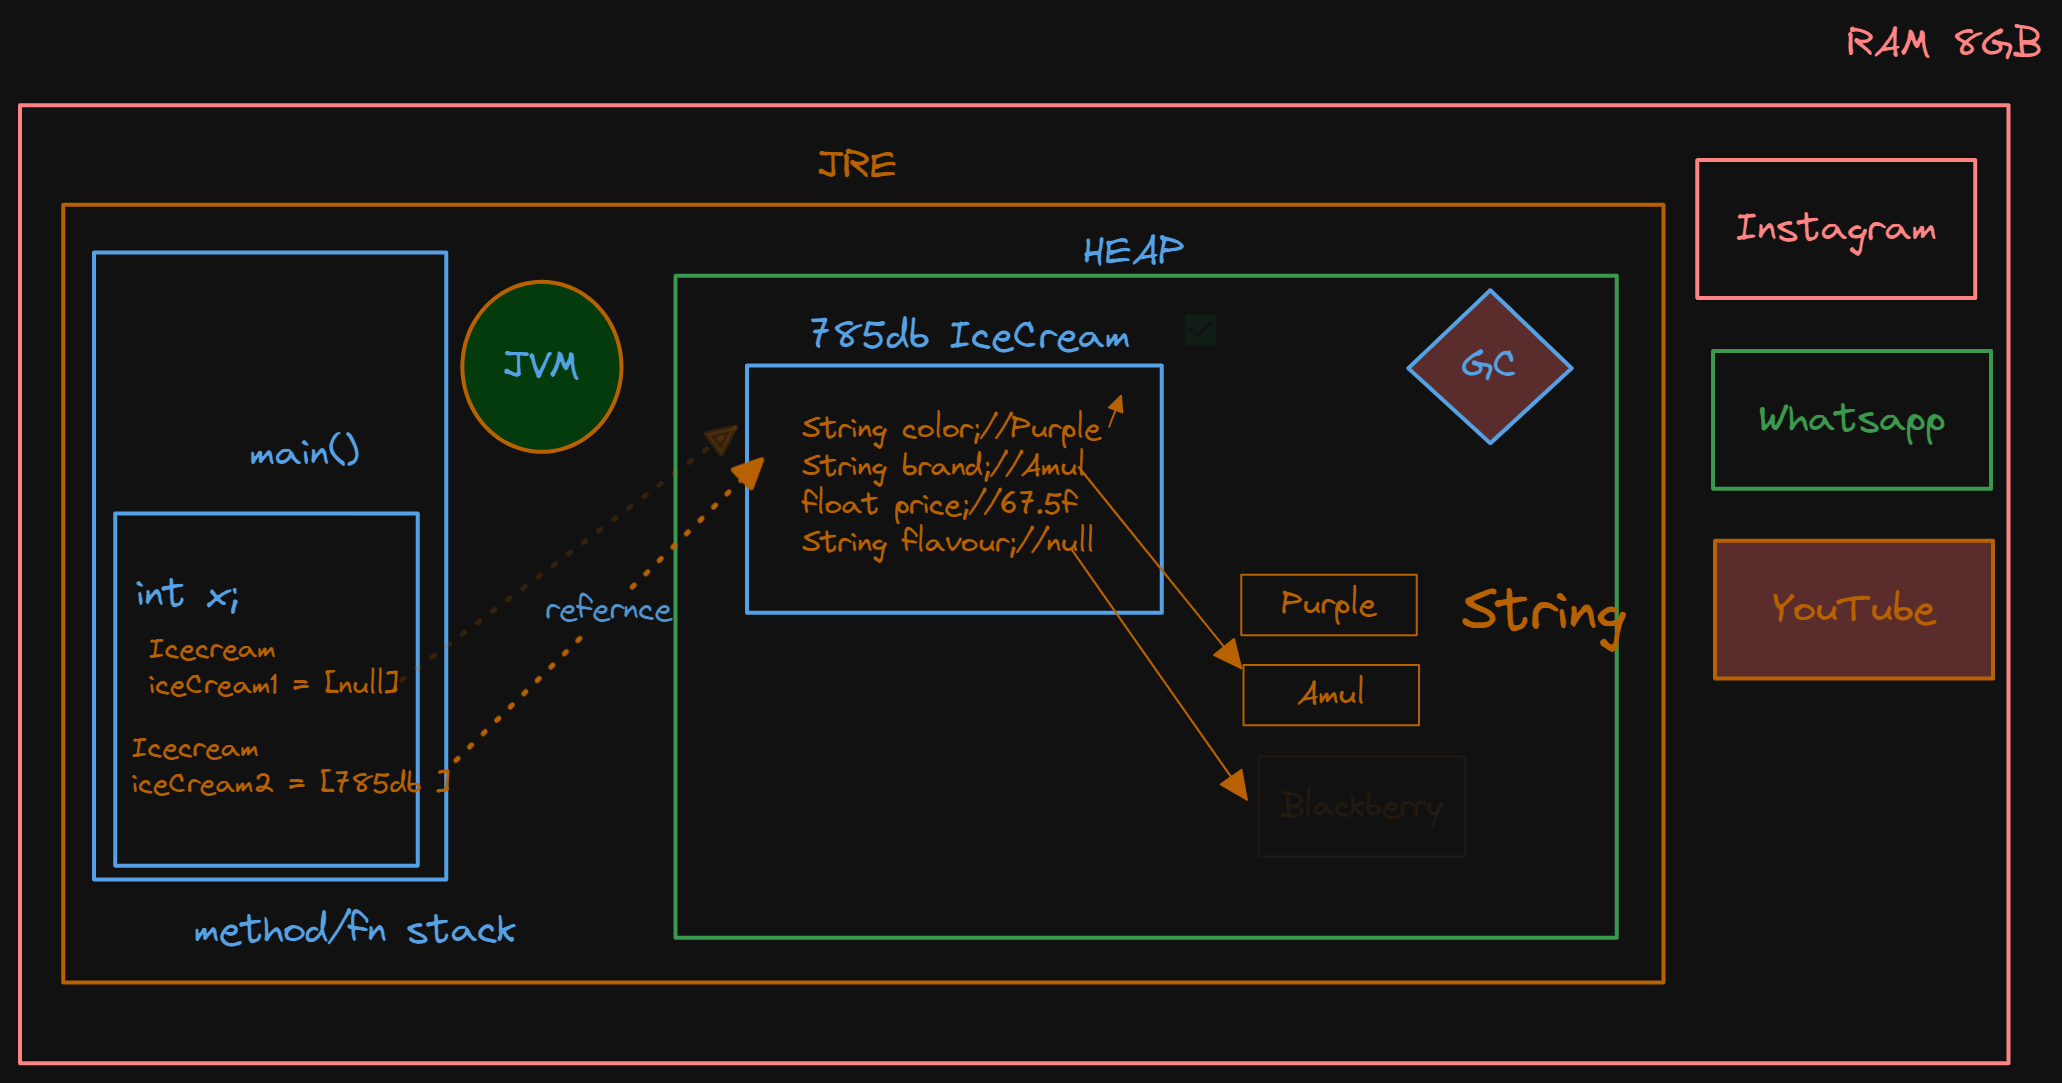 RAM 8GB
JRE
Instagram
HEAP
785db IceCream
JVM
GC
String color;//Purple
String brand;//Amul
float price;//67.5f
String flavour;//null
main()
Whatsapp
int x;
refernce
Purple
String
YouTube
Icecream
iceCream1 = [null]
Amul
Icecream
iceCream2 = [785db ]
Blackberry
method/fn stack